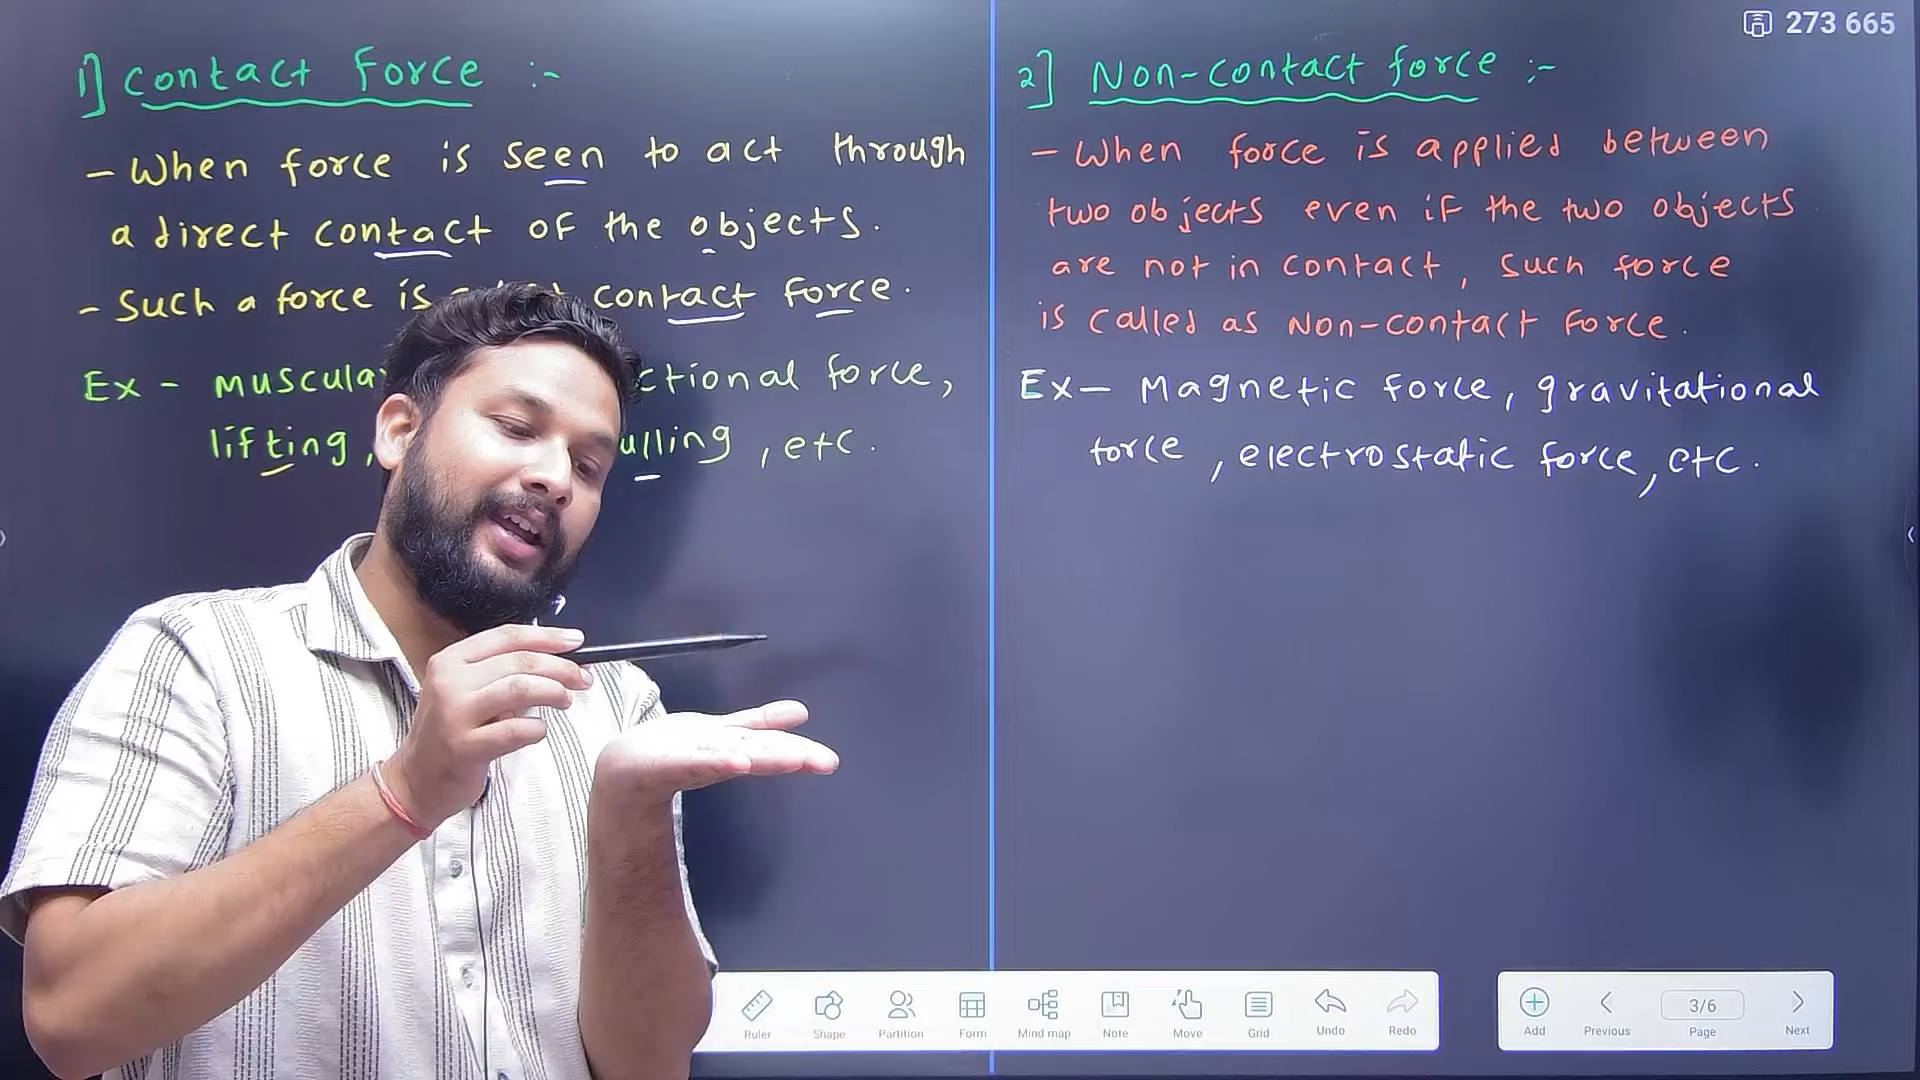 1] Contact Force :-
- When force is seen to act through
a direct contact of the objects.
- Such a force is contact force.
Ex - muscula ctional force,
lifting, ulling, etc.
273 665
2] Non-contact force :-
- When force is applied between
two objects even if the two objects
are not in contact, such force
is called as Non-contact Force.
Ex- Magnetic force, gravitational
force, electrostatic force, etc.
Ruler Shape Partition Form Mind map Note Move Grid Undo Redo
Add Previous 3/6 Page Next